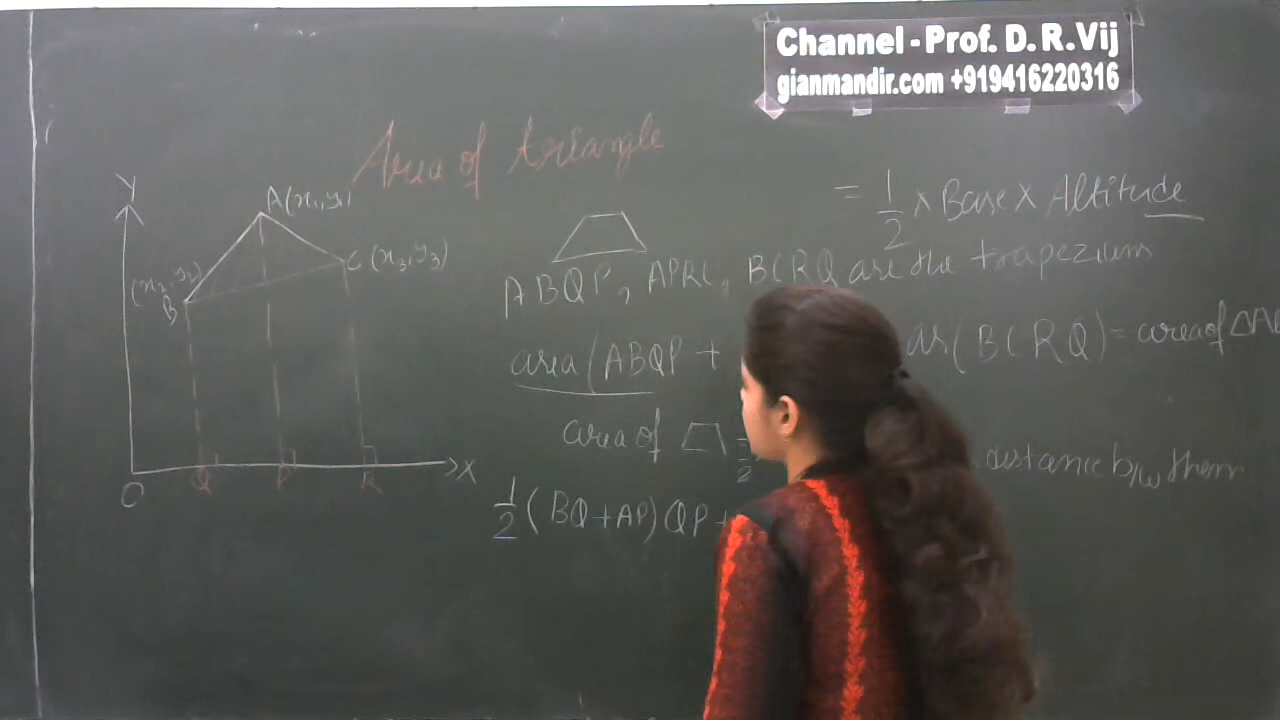 Channel - Prof. D. R. Vij
gianmandir.com +919416220316
Area of triangle
Y
A(x₁,y₁)
C (x₃,y₃)
(x₂,y₂)
B
O
Q
P
R
X
= 1/2 × Base × Altitude
ABQP, APRC, BCRQ are the trapeziums
area (ABQP +
ar(BCRQ) = area of Δ
area of
distance b/w them
1/2 (BQ+AP) QP +